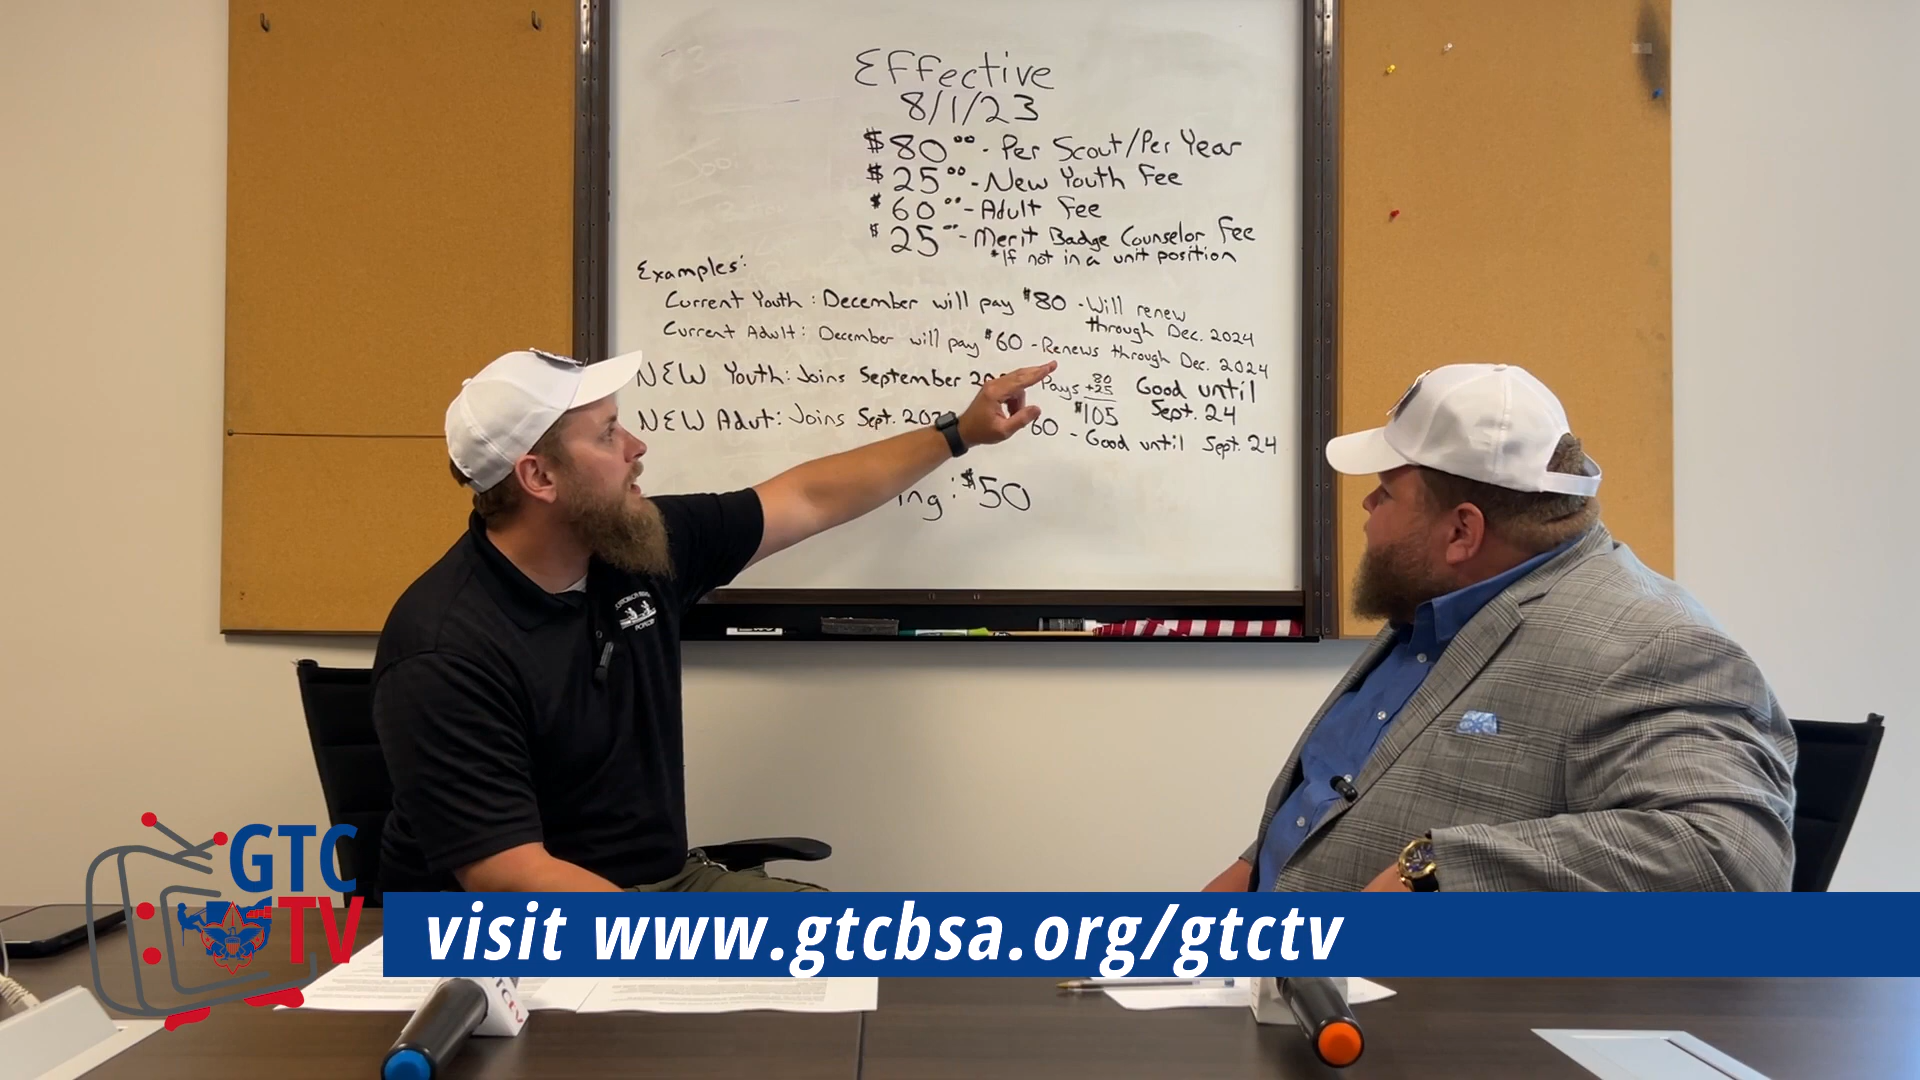 Effective
8/1/23
$80.00 - Per Scout/Per Year
$25.00 - New Youth Fee
$60.00 - Adult Fee
$25.00 - Merit Badge Counselor Fee
*If not in a unit position
Examples:
Current Youth: December will pay $80 - Will renew
through Dec. 2024
Current Adult: December will pay $60 - Renews through Dec. 2024
NEW Youth: Joins September Pays 80 Good until
+25
$105 Sept. 24
NEW Adut: Joins Sept. 60 - Good until Sept. 24
$50
GTC
TV
visit www.gtcbsa.org/gtctv